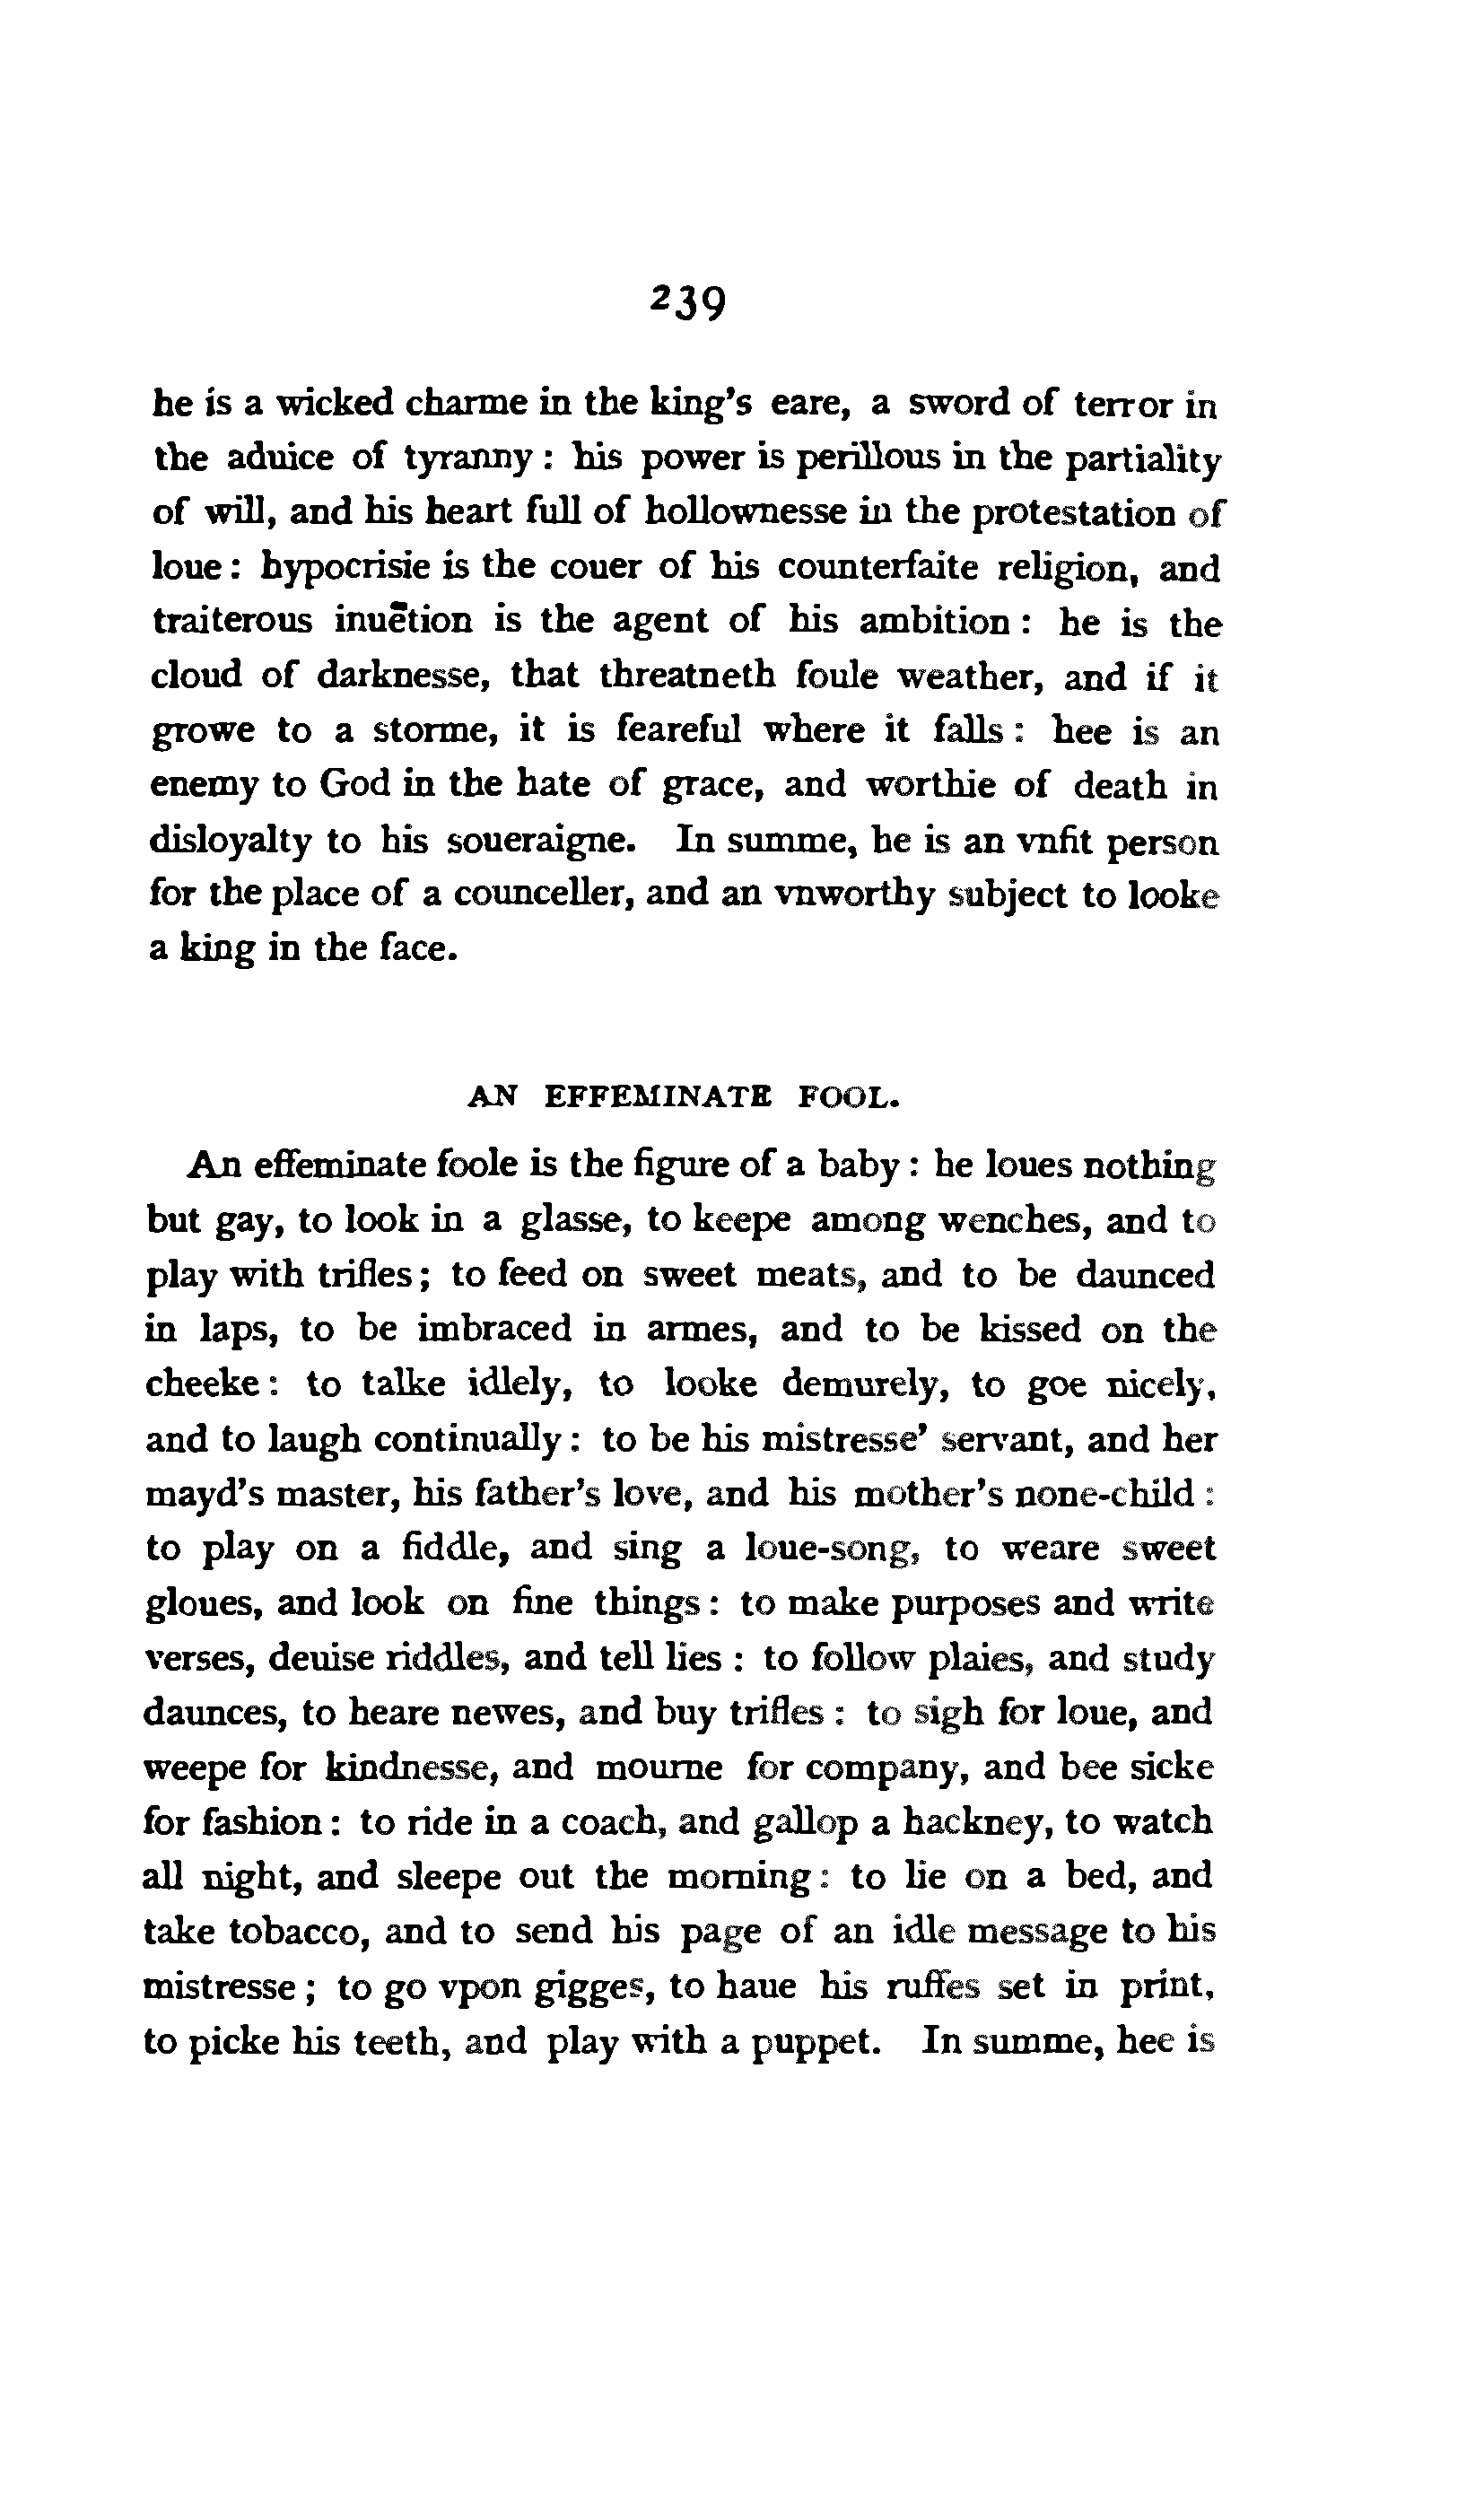 239
he is a wicked charme in the king's eare, a sword of terror in
the aduice of tyranny : his power is perillous in the partiality
of will, and his heart full of hollownesse in the protestation of
loue : hypocrisie is the couer of his counterfaite religion, and
traiterous inuētion is the agent of his ambition : he is the
cloud of darknesse, that threatneth foule weather, and if it
growe to a storme, it is feareful where it falls : hee is an
enemy to God in the hate of grace, and worthie of death in
disloyalty to his soueraigne. In summe, he is an vnfit person
for the place of a counceller, and an vnworthy subject to looke
a king in the face.
AN EFFEMINATE FOOL.
An effeminate foole is the figure of a baby : he loues nothing
but gay, to look in a glasse, to keepe among wenches, and to
play with trifles ; to feed on sweet meats, and to be daunced
in laps, to be imbraced in armes, and to be kissed on the
cheeke : to talke idlely, to looke demurely, to goe nicely,
and to laugh continually : to be his mistresse' servant, and her
mayd's master, his father's love, and his mother's none-child :
to play on a fiddle, and sing a loue-song, to weare sweet
gloues, and look on fine things : to make purposes and write
verses, deuise riddles, and tell lies : to follow plaies, and study
daunces, to heare newes, and buy trifles : to sigh for loue, and
weepe for kindnesse, and mourne for company, and bee sicke
for fashion : to ride in a coach, and gallop a hackney, to watch
all night, and sleepe out the morning : to lie on a bed, and
take tobacco, and to send his page of an idle message to his
mistresse ; to go vpon gigges, to haue his ruffes set in print,
to picke his teeth, and play with a puppet. In summe, hee is